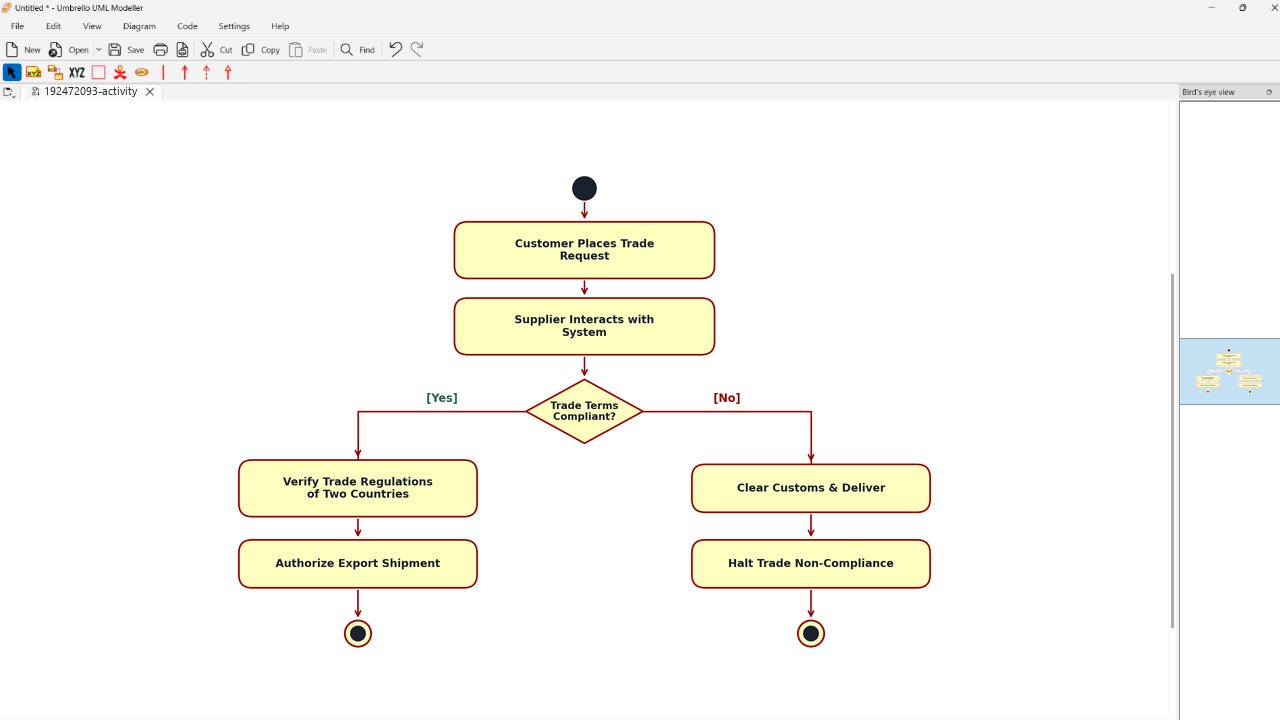 Untitled * - Umbrello UML Modeller
File Edit View Diagram Code Settings Help
New Open Save Cut Copy Paste Find
XYZ XYZ abc
192472093-activity
Bird's eye view
Customer Places Trade
Request
Supplier Interacts with
System
Trade Terms
Compliant?
[Yes]
[No]
Verify Trade Regulations
of Two Countries
Clear Customs & Deliver
Authorize Export Shipment
Halt Trade Non-Compliance